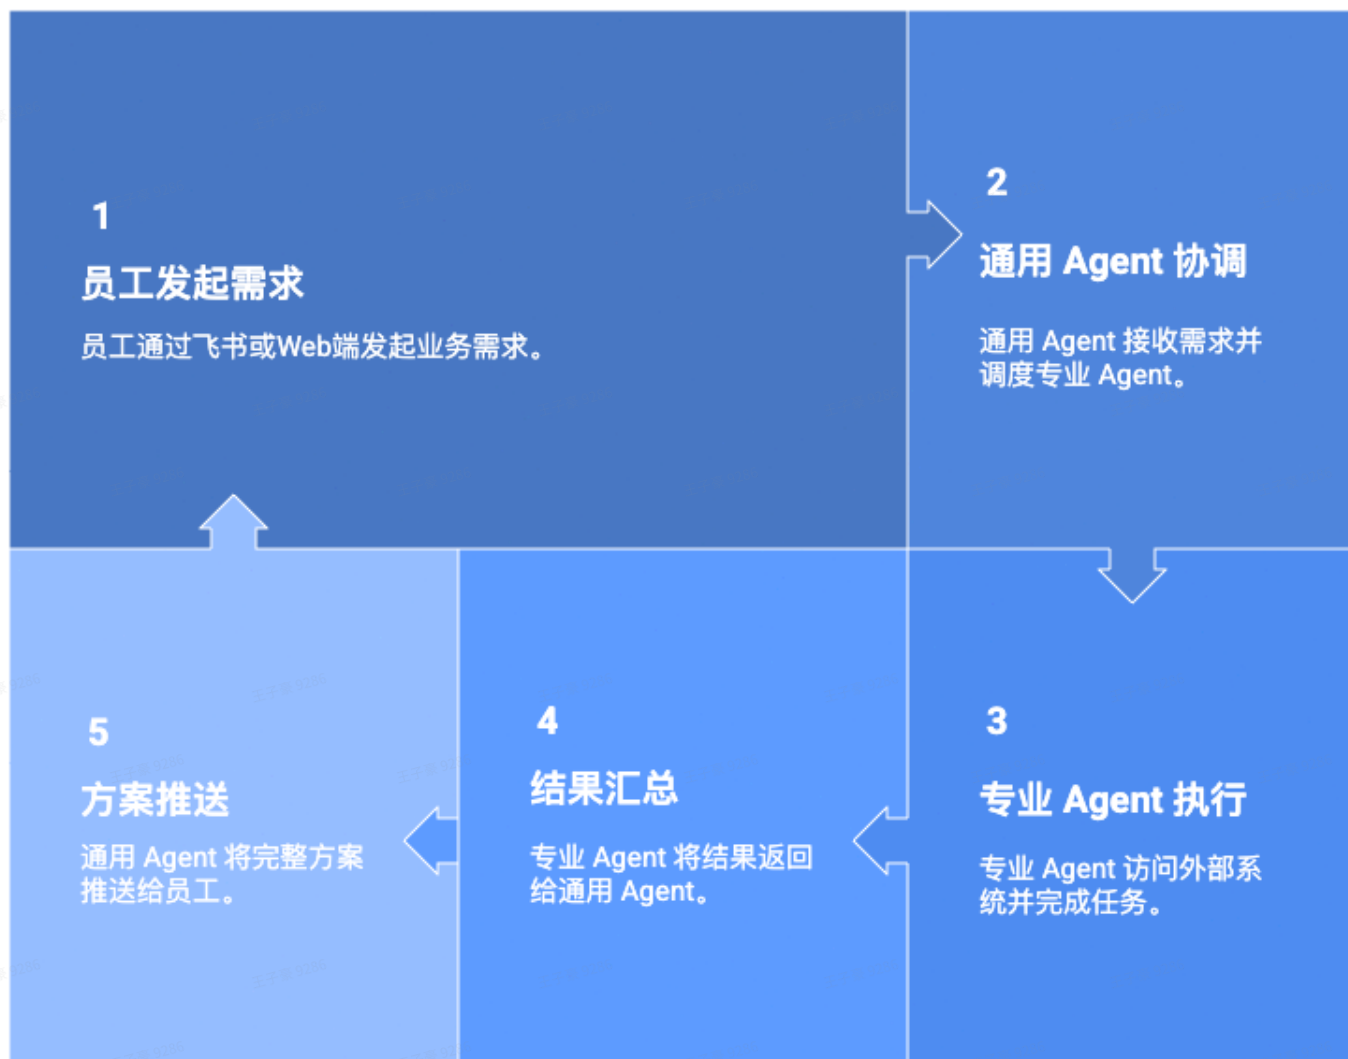 1
员工发起需求
员工通过飞书或Web端发起业务需求。
2
通用 Agent 协调
通用 Agent 接收需求并
调度专业 Agent。
3
专业 Agent 执行
专业 Agent 访问外部系
统并完成任务。
4
结果汇总
专业 Agent 将结果返回
给通用 Agent。
5
方案推送
通用 Agent 将完整方案
推送给员工。